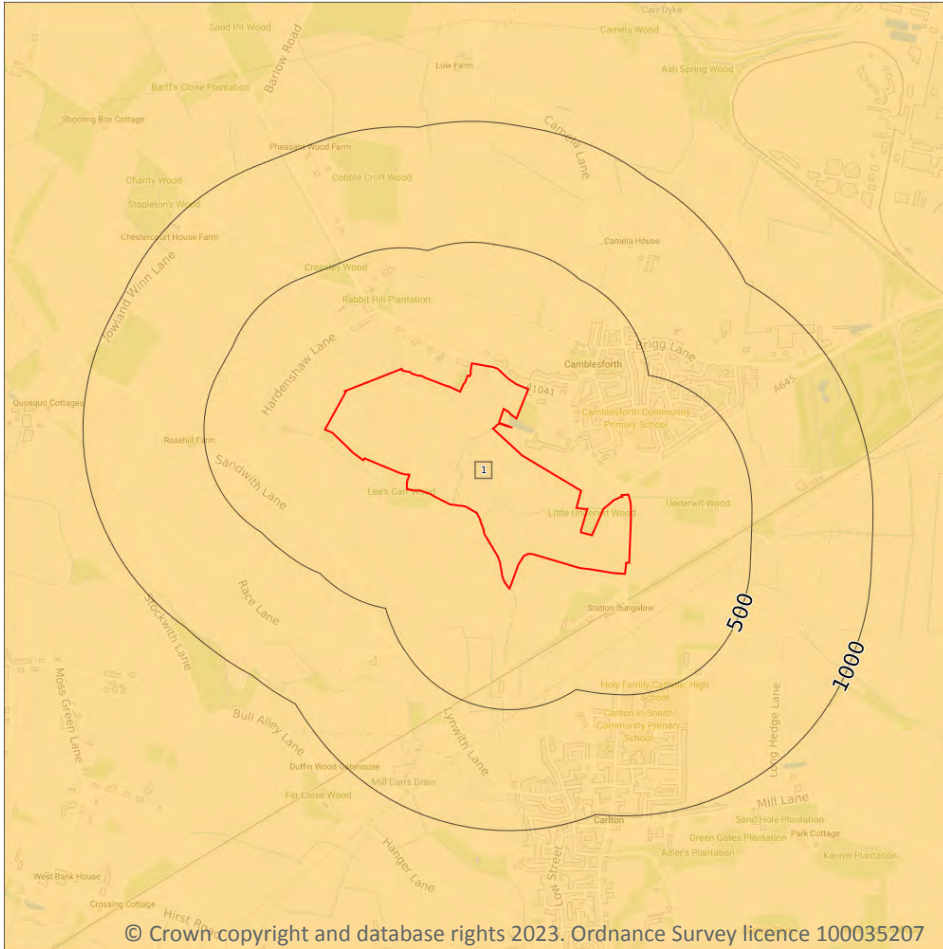 Sand Pit Wood
Barlow Road
Carr Dyke
Camela Wood
Low Farm
Ash Spring Wood
Barff's Close Plantation
Shooting Box Cottage
Camela Lane
Pheasant Wood Farm
Cobble Croft Wood
Charity Wood
Stapleton's Wood
Chestercourt House Farm
Camela House
Jowland Winn Lane
Crossley Wood
Rabbit Hill Plantation
Hardenshaw Lane
Brigg Lane
Camblesforth
A1041
A645
Quosquo Cottages
Camblesforth Community
Primary School
Rosehill Farm
Sandwith Lane
1
Lee's Carr Wood
Little Underwit Wood
Underwit Wood
Race Lane
Station Bungalow
500
Stockwith Lane
1000
Moss Green Lane
Holy Family Catholic High
School
Carlton-in-Snaith
Community Primary
School
Long Hedge Lane
Bull Alley Lane
Lynwith Lane
Duffin Wood Gatehouse
Mill Carr's Drain
Far Close Wood
Mill Lane
Sand Hole Plantation
Carlton
Green Gates Plantation
Park Cottage
Hanger Lane
Adler's Plantation
Kennel Plantation
Low Street
West Bank House
Crossing Cottage
Hirst Road
© Crown copyright and database rights 2023. Ordnance Survey licence 100035207